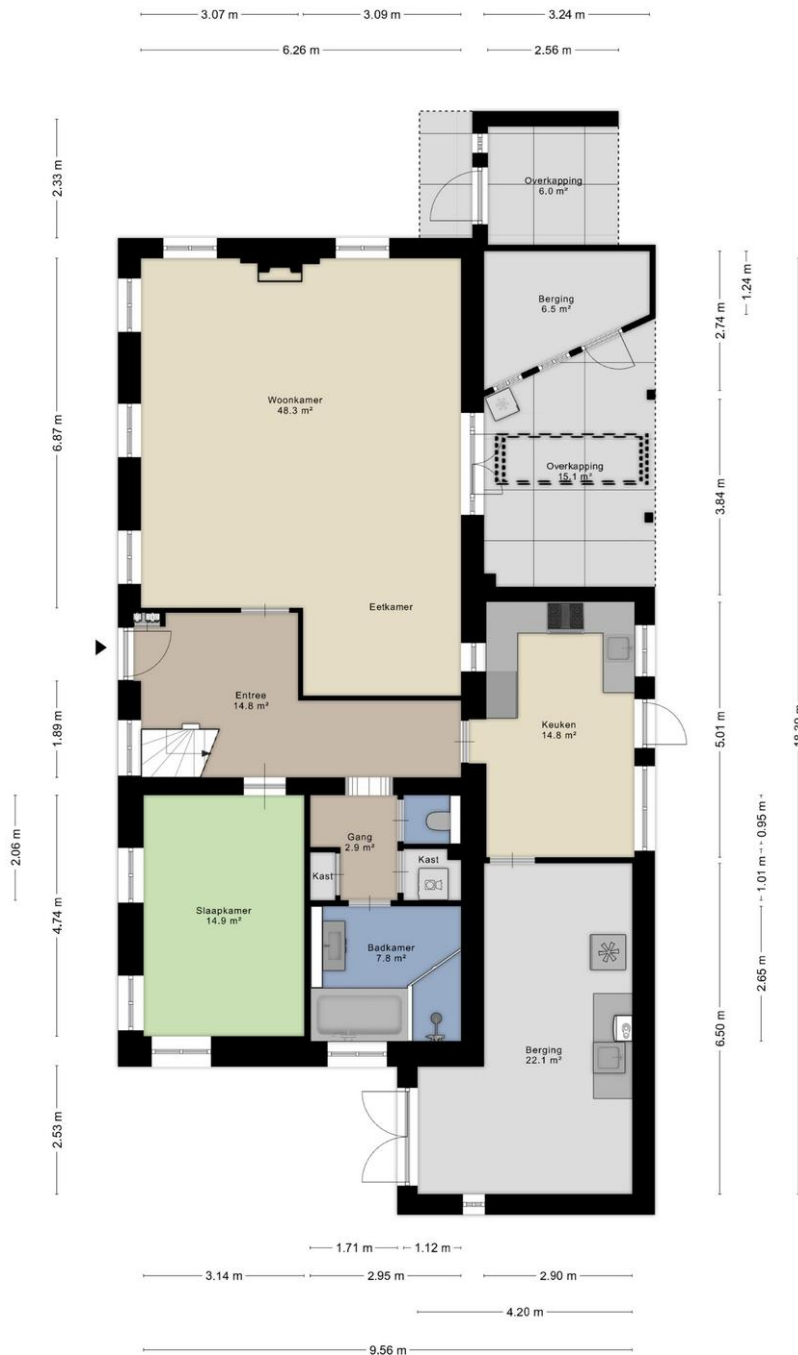 3.07 m
3.09 m
3.24 m
6.26 m
2.56 m
2.33 m
Overkapping
6.0 m²
1.24 m
2.74 m
Berging
6.5 m²
Woonkamer
48.3 m²
6.87 m
Overkapping
15.1 m²
3.84 m
Eetkamer
Entree
14.8 m²
1.89 m
Keuken
14.8 m²
5.01 m
2.06 m
0.95 m
Gang
2.9 m²
Kast
Kast
1.01 m
Slaapkamer
14.9 m²
4.74 m
Badkamer
7.8 m²
2.65 m
6.50 m
Berging
22.1 m²
2.53 m
1.71 m
1.12 m
3.14 m
2.95 m
2.90 m
4.20 m
9.56 m